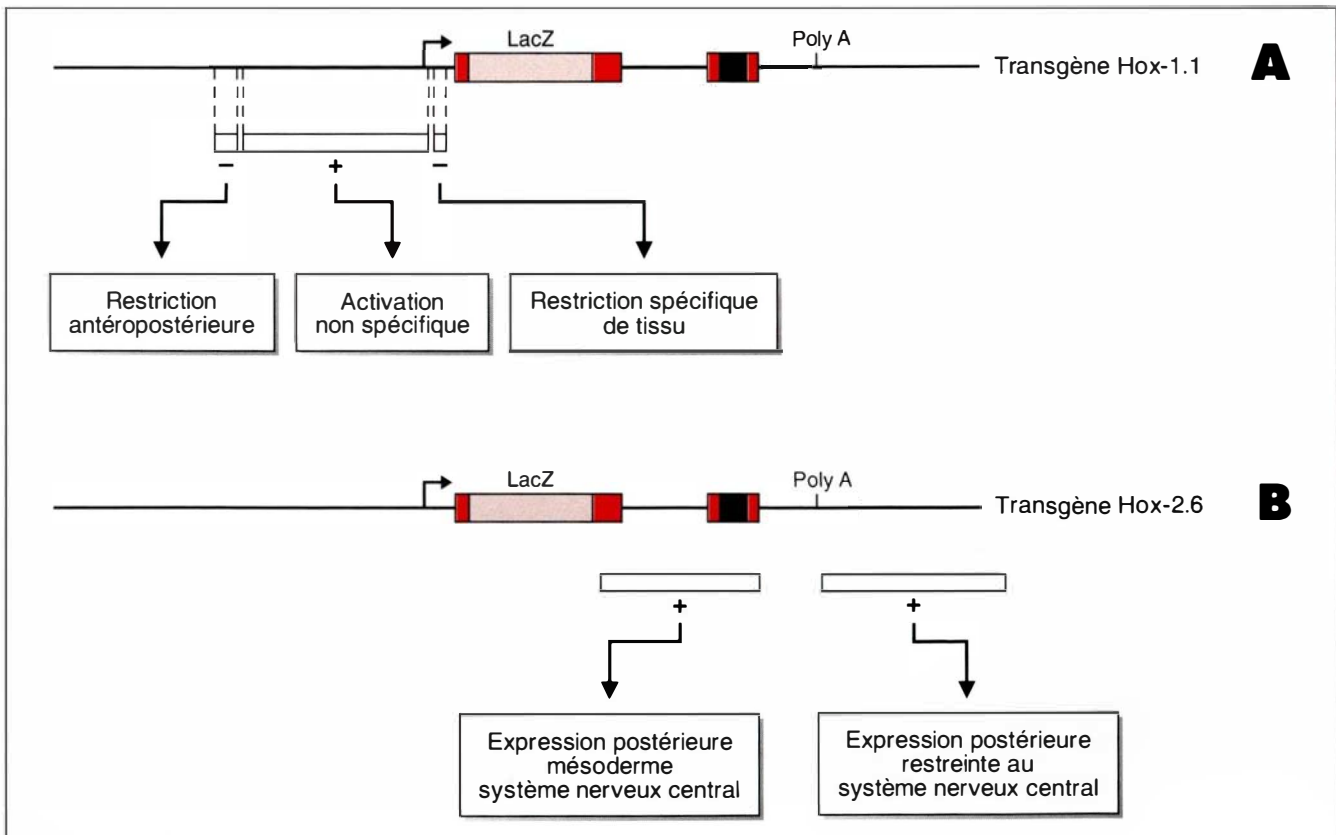 LacZ
Poly A
Transgène Hox-1.1
A
− + −
Restriction
antéropostérieure
Activation
non spécifique
Restriction spécifique
de tissu
LacZ
Poly A
Transgène Hox-2.6
B
+ +
Expression postérieure
mésoderme
système nerveux central
Expression postérieure
restreinte au
système nerveux central